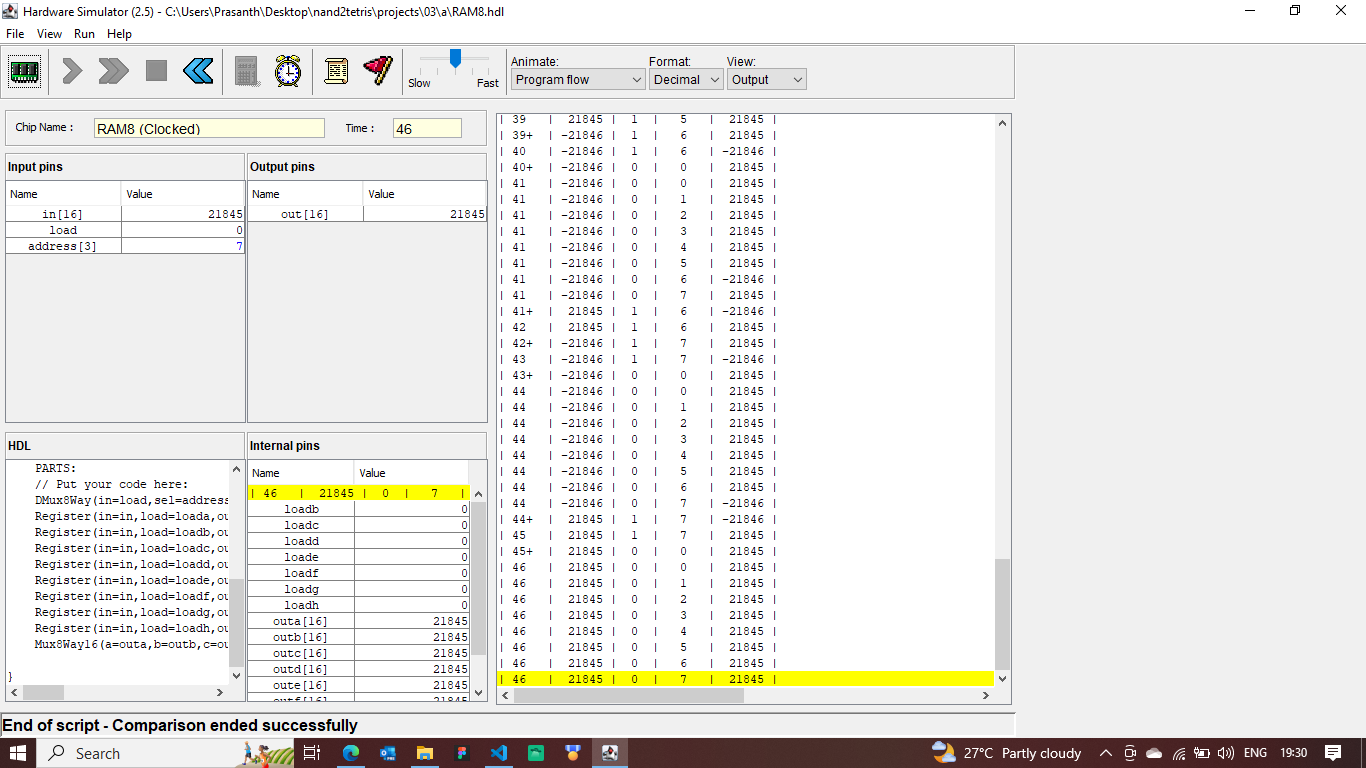 Hardware Simulator (2.5) - C:\Users\Prasanth\Desktop\nand2tetris\projects\03\a\RAM8.hdl
File View Run Help
Slow Fast
Animate: Format: View:
Program flow Decimal Output
Chip Name : RAM8 (Clocked) Time : 46
Input pins
Name Value
in[16] 21845
load 0
address[3] 7
Output pins
Name Value
out[16] 21845
HDL
PARTS:
// Put your code here:
DMux8Way(in=load,sel=address
Register(in=in,load=loada,ou
Register(in=in,load=loadb,ou
Register(in=in,load=loadc,ou
Register(in=in,load=loadd,ou
Register(in=in,load=loade,ou
Register(in=in,load=loadf,ou
Register(in=in,load=loadg,ou
Register(in=in,load=loadh,ou
Mux8Way16(a=outa,b=outb,c=ou
}
Internal pins
Name Value
| 46 | 21845 | 0 | 7 |
loadb 0
loadc 0
loadd 0
loade 0
loadf 0
loadg 0
loadh 0
outa[16] 21845
outb[16] 21845
outc[16] 21845
outd[16] 21845
oute[16] 21845
outf[16] 21845
| 39 | 21845 | 1 | 5 | 21845 |
| 39+ | -21846 | 1 | 6 | 21845 |
| 40 | -21846 | 1 | 6 | -21846 |
| 40+ | -21846 | 0 | 0 | 21845 |
| 41 | -21846 | 0 | 0 | 21845 |
| 41 | -21846 | 0 | 1 | 21845 |
| 41 | -21846 | 0 | 2 | 21845 |
| 41 | -21846 | 0 | 3 | 21845 |
| 41 | -21846 | 0 | 4 | 21845 |
| 41 | -21846 | 0 | 5 | 21845 |
| 41 | -21846 | 0 | 6 | -21846 |
| 41 | -21846 | 0 | 7 | 21845 |
| 41+ | 21845 | 1 | 6 | -21846 |
| 42 | 21845 | 1 | 6 | 21845 |
| 42+ | -21846 | 1 | 7 | 21845 |
| 43 | -21846 | 1 | 7 | -21846 |
| 43+ | -21846 | 0 | 0 | 21845 |
| 44 | -21846 | 0 | 0 | 21845 |
| 44 | -21846 | 0 | 1 | 21845 |
| 44 | -21846 | 0 | 2 | 21845 |
| 44 | -21846 | 0 | 3 | 21845 |
| 44 | -21846 | 0 | 4 | 21845 |
| 44 | -21846 | 0 | 5 | 21845 |
| 44 | -21846 | 0 | 6 | 21845 |
| 44 | -21846 | 0 | 7 | -21846 |
| 44+ | 21845 | 1 | 7 | -21846 |
| 45 | 21845 | 1 | 7 | 21845 |
| 45+ | 21845 | 0 | 0 | 21845 |
| 46 | 21845 | 0 | 0 | 21845 |
| 46 | 21845 | 0 | 1 | 21845 |
| 46 | 21845 | 0 | 2 | 21845 |
| 46 | 21845 | 0 | 3 | 21845 |
| 46 | 21845 | 0 | 4 | 21845 |
| 46 | 21845 | 0 | 5 | 21845 |
| 46 | 21845 | 0 | 6 | 21845 |
| 46 | 21845 | 0 | 7 | 21845 |
End of script - Comparison ended successfully
Search 27°C Partly cloudy ENG 19:30